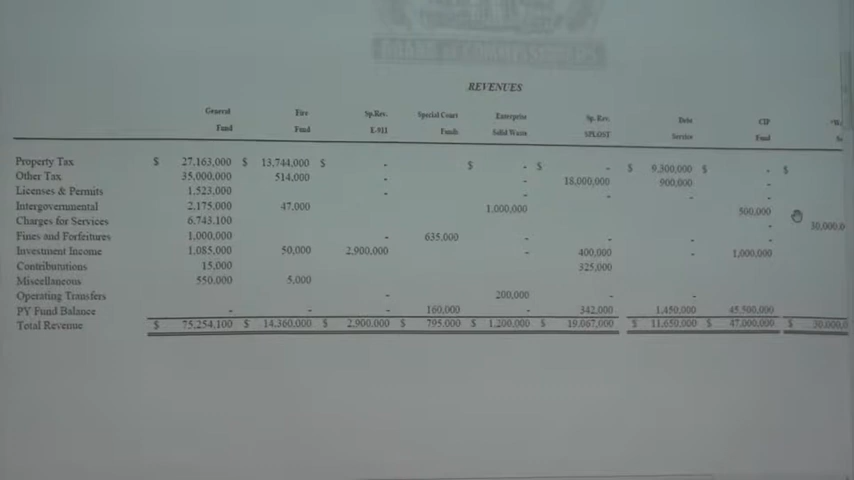 REVENUES
General Fire Sp.Rev. Special Court Enterprise Sp. Rev. Debt CIP
Fund Fund E-911 Funds Solid Waste SPLOST Service Fund
Property Tax $ 27,163,000 $ 13,744,000 $ - $ - $ - $ 9,300,000 $ - $
Other Tax 35,000,000 514,000 - - 18,000,000 900,000 -
Licenses & Permits 1,523,000 - - - - -
Intergovernmental 2,175,000 47,000 1,000,000 500,000
Charges for Services 6,743,100 - 30,000,0
Fines and Forfeitures 1,000,000 - 635,000 - - - -
Investment Income 1,085,000 50,000 2,900,000 - 400,000 - 1,000,000
Contributions 15,000 325,000
Miscellaneous 550,000 5,000
Operating Transfers - 200,000 - -
PY Fund Balance - - - 160,000 - 342,000 1,450,000 45,500,000
Total Revenue $ 75,254,100 $ 14,360,000 $ 2,900,000 $ 795,000 $ 1,200,000 $ 19,067,000 $ 11,650,000 $ 47,000,000 $ 30,000,0